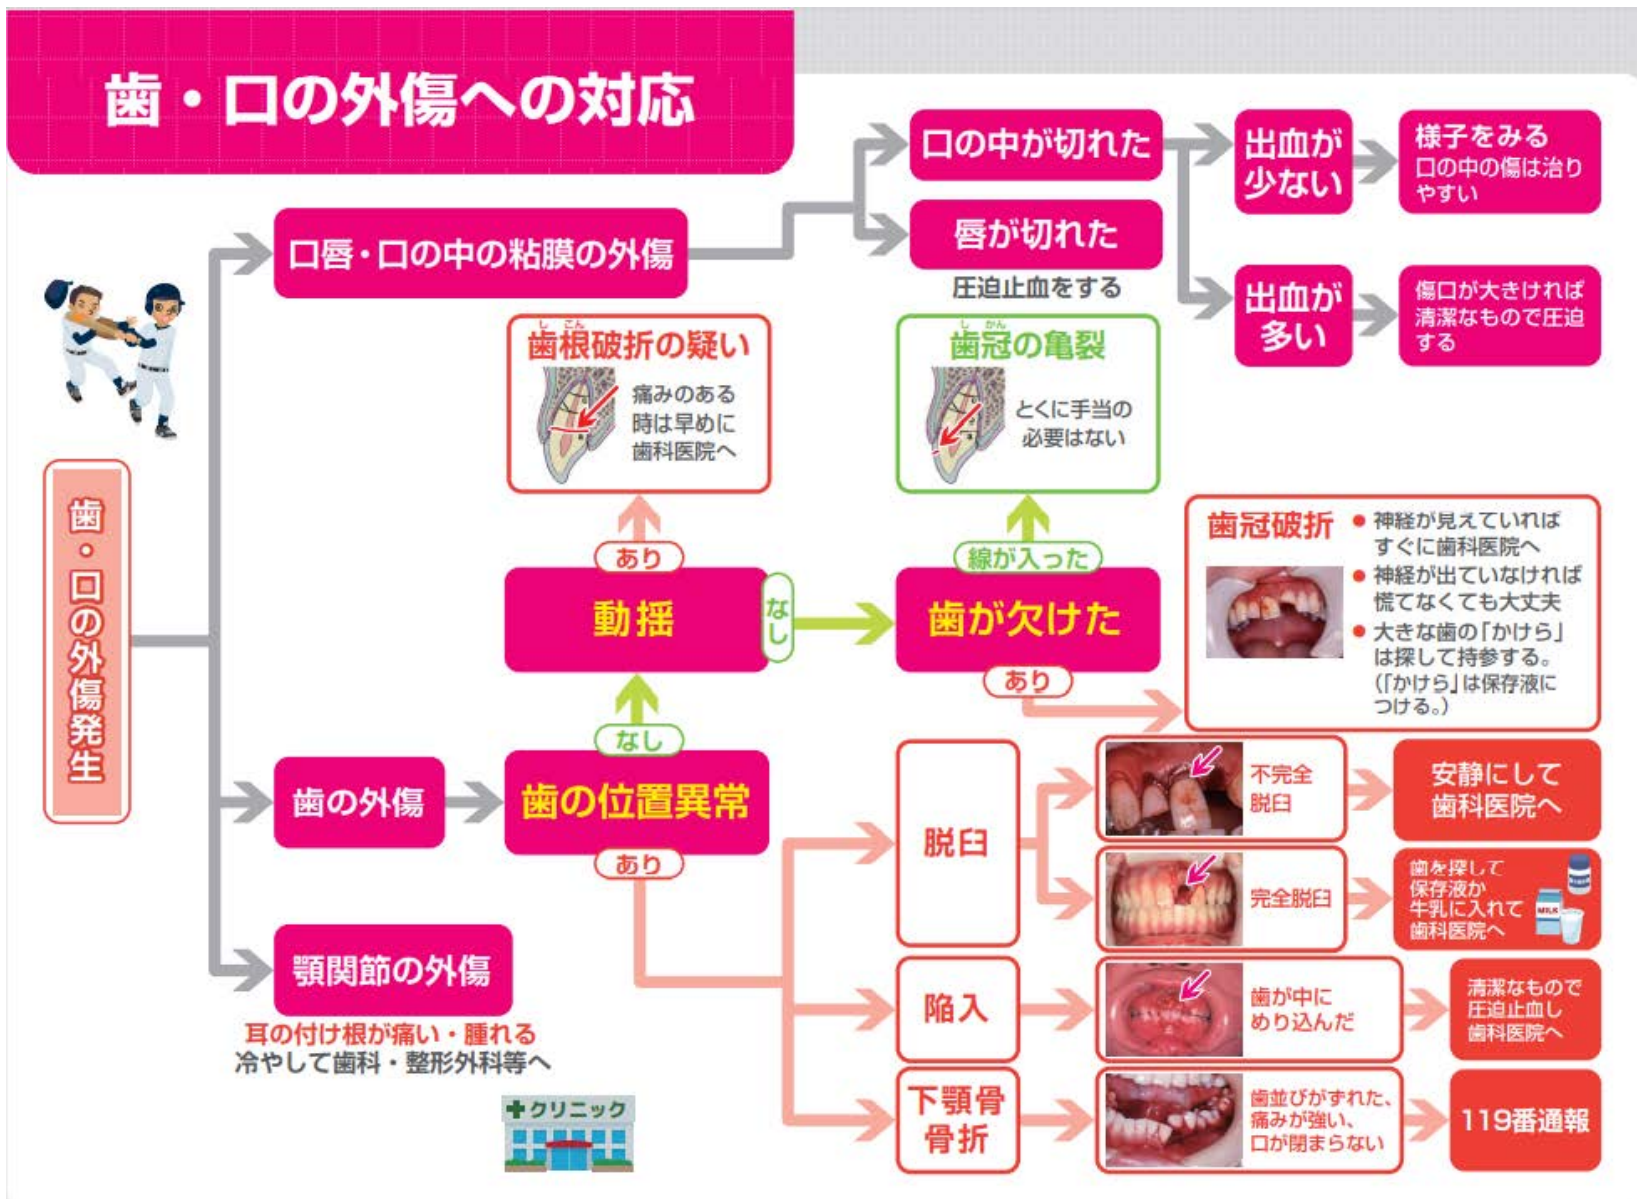 歯・口の外傷への対応
口の中が切れた
出血が
少ない
様子をみる
口の中の傷は治り
やすい
口唇・口の中の粘膜の外傷
唇が切れた
圧迫止血をする
出血が
多い
傷口が大きければ
清潔なもので圧迫
する
しこん
歯根破折の疑い
痛みのある
時は早めに
歯科医院へ
しかん
歯冠の亀裂
とくに手当の
必要はない
歯・口の外傷発生
あり
動揺
なし
線が入った
歯が欠けた
あり
歯冠破折
●神経が見えていれば
すぐに歯科医院へ
●神経が出ていなければ
慌てなくても大丈夫
●大きな歯の「かけら」
は探して持参する。
(「かけら」は保存液に
つける。)
なし
歯の外傷
歯の位置異常
あり
脱臼
不完全
脱臼
安静にして
歯科医院へ
完全脱臼
歯を探して
保存液か
牛乳に入れて
歯科医院へ
MILK
顎関節の外傷
耳の付け根が痛い・腫れる
冷やして歯科・整形外科等へ
陥入
歯が中に
めり込んだ
清潔なもので
圧迫止血し
歯科医院へ
クリニック
下顎骨
骨折
歯並びがずれた、
痛みが強い、
口が閉まらない
119番通報